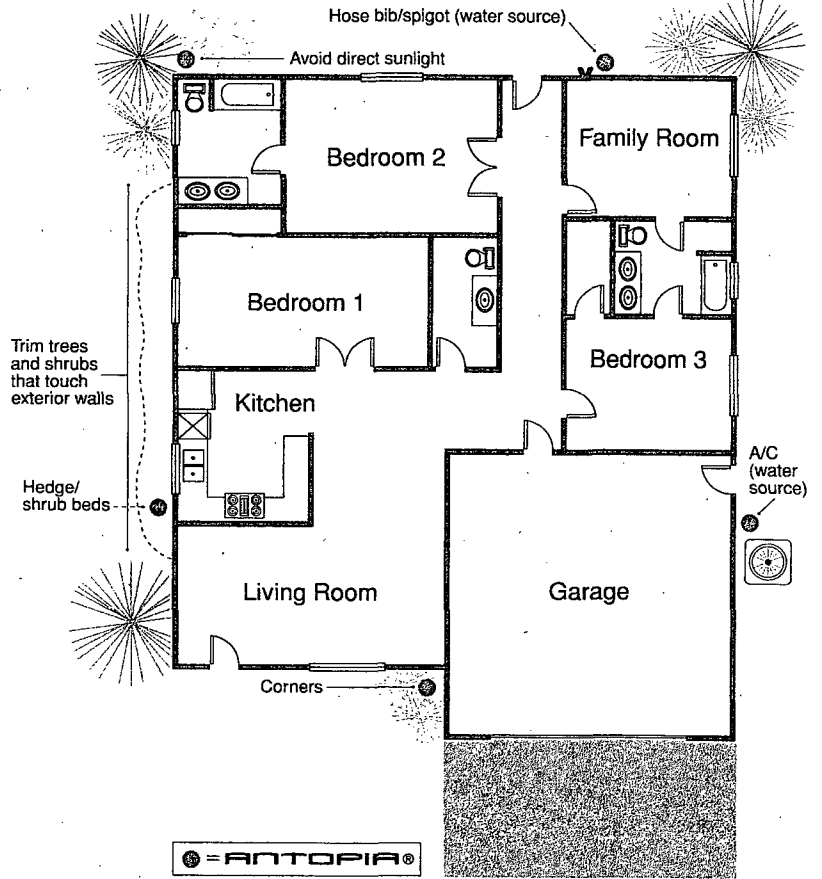 Hose bib/spigot (water source)
Avoid direct sunlight
Bedroom 2
Family Room
Bedroom 1
Bedroom 3
Trim trees
and shrubs
that touch
exterior walls
Kitchen
A/C
(water
source)
Hedge/
shrub beds
Living Room
Garage
Corners
= ANTOPIA®